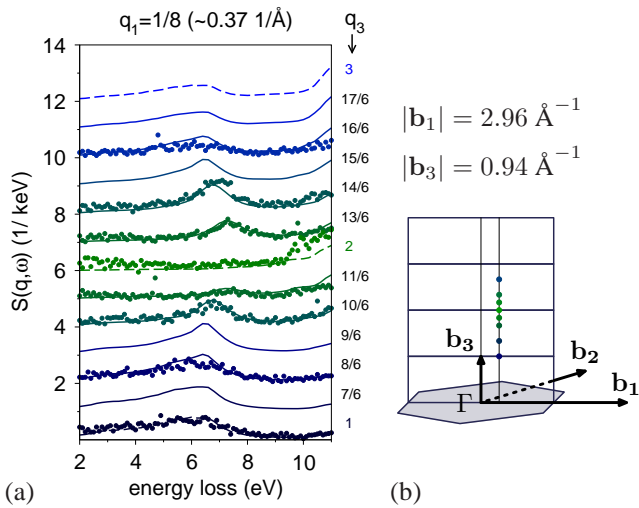 q₁=1/8 (~0.37 1/Å)
q₃
S(q,ω) (1/ keV)
14
12
10
8
6
4
2
3
17/6
16/6
15/6
14/6
13/6
2
11/6
10/6
9/6
8/6
7/6
1
2
4
6
8
10
energy loss (eV)
(a)
|b₁| = 2.96 Å⁻¹
|b₃| = 0.94 Å⁻¹
b₃
b₂
b₁
Γ
(b)